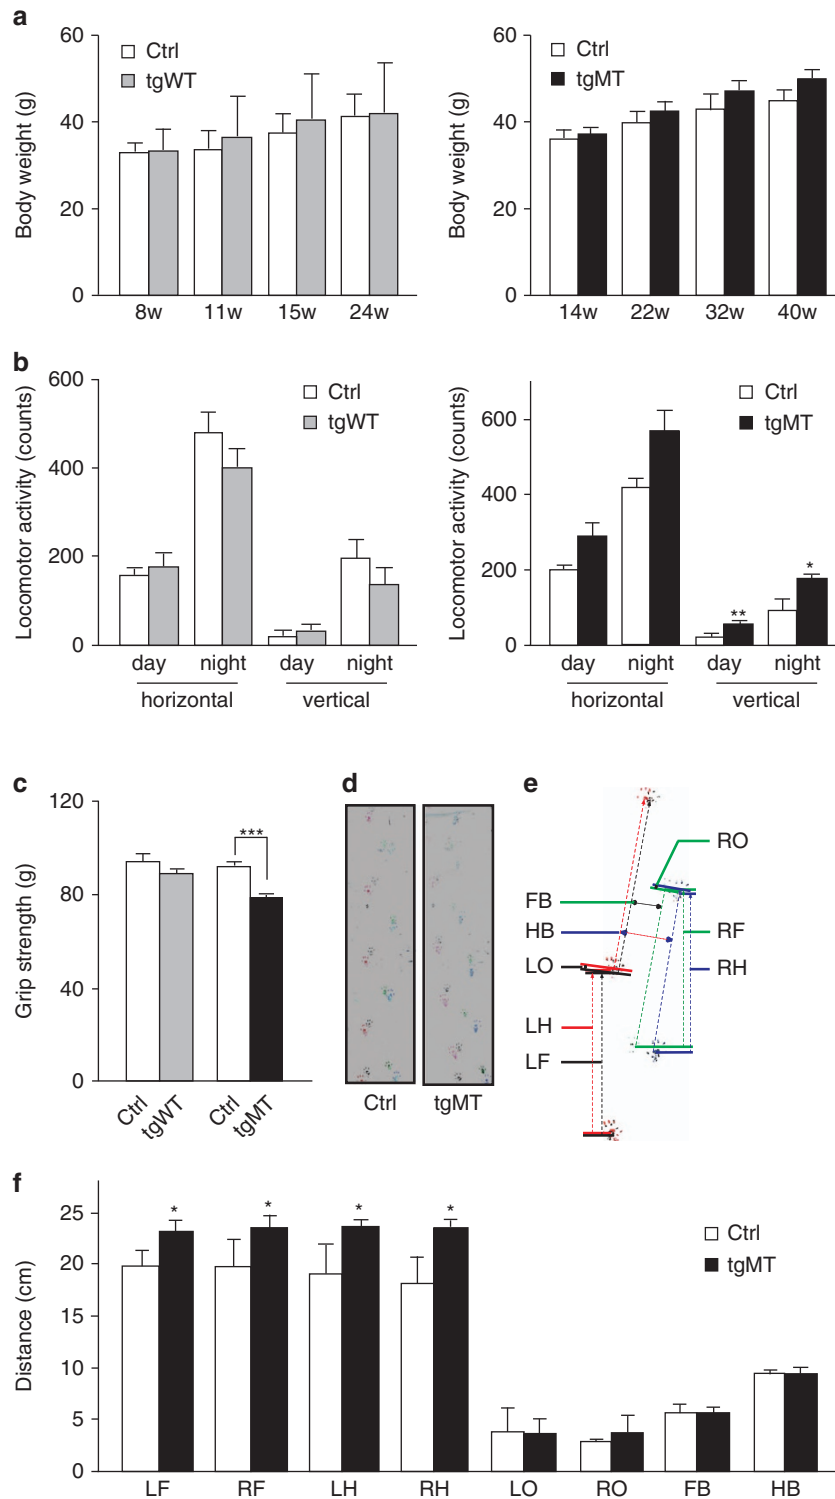 a
60
40
20
0
Body weight (g)
Ctrl
tgWT
8w 11w 15w 24w
60
40
20
0
Body weight (g)
Ctrl
tgMT
14w 22w 32w 40w
b
600
400
200
0
Locomotor activity (counts)
Ctrl
tgWT
day night day night
horizontal vertical
600
400
200
0
Locomotor activity (counts)
Ctrl
tgMT
**
*
day night day night
horizontal vertical
c
120
80
40
0
Grip strength (g)
***
Ctrl
tgWT
Ctrl
tgMT
d
Ctrl tgMT
e
RO
FB
HB
RF
LO
RH
LH
LF
f
25
20
15
10
5
0
Distance (cm)
* * * *
Ctrl
tgMT
LF RF LH RH LO RO FB HB